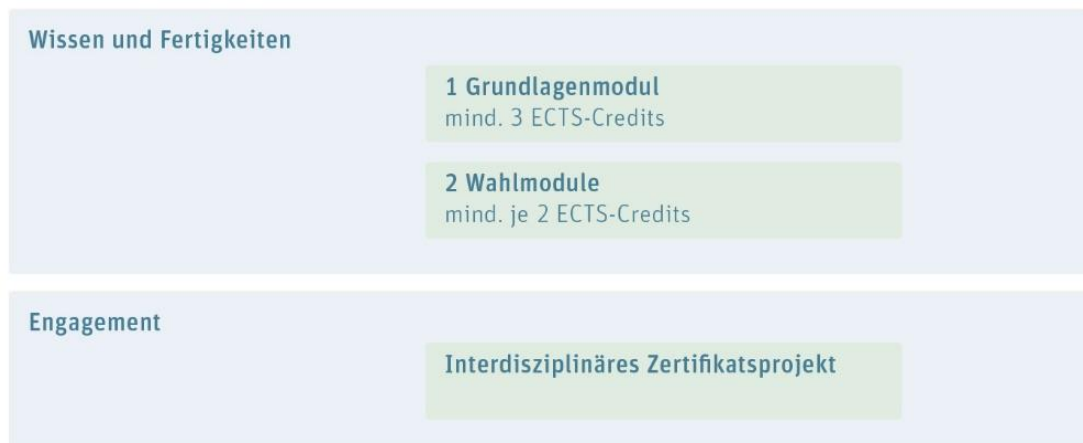 Wissen und Fertigkeiten
1 Grundlagenmodul
mind. 3 ECTS-Credits
2 Wahlmodule
mind. je 2 ECTS-Credits
Engagement
Interdisziplinäres Zertifikatsprojekt